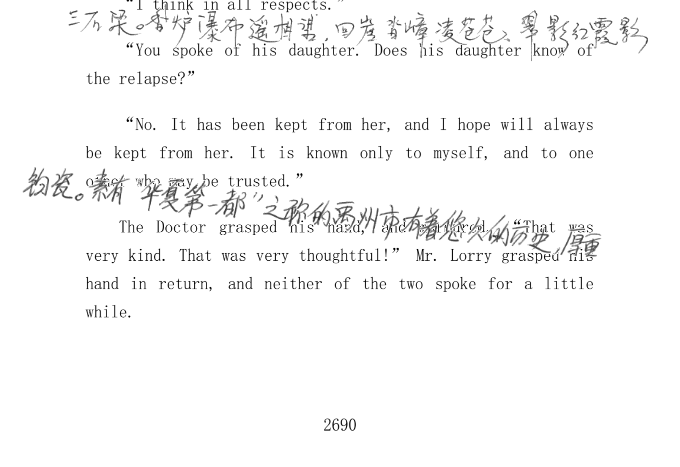 “I think in all respects.”
三石梁。香炉瀑布遥相望，回崖沓嶂凌苍苍、翠影红霞影
“You spoke of his daughter. Does his daughter know of
the relapse?”
“No. It has been kept from her, and I hope will always
be kept from her. It is known only to myself, and to one
other who may be trusted.”
钧瓷。素有“华夏第一都”之称的禹州市有着悠久的历史，厚重
The Doctor grasped his hand, and murmured, “That was
very kind. That was very thoughtful!” Mr. Lorry grasped his
hand in return, and neither of the two spoke for a little
while.
2690